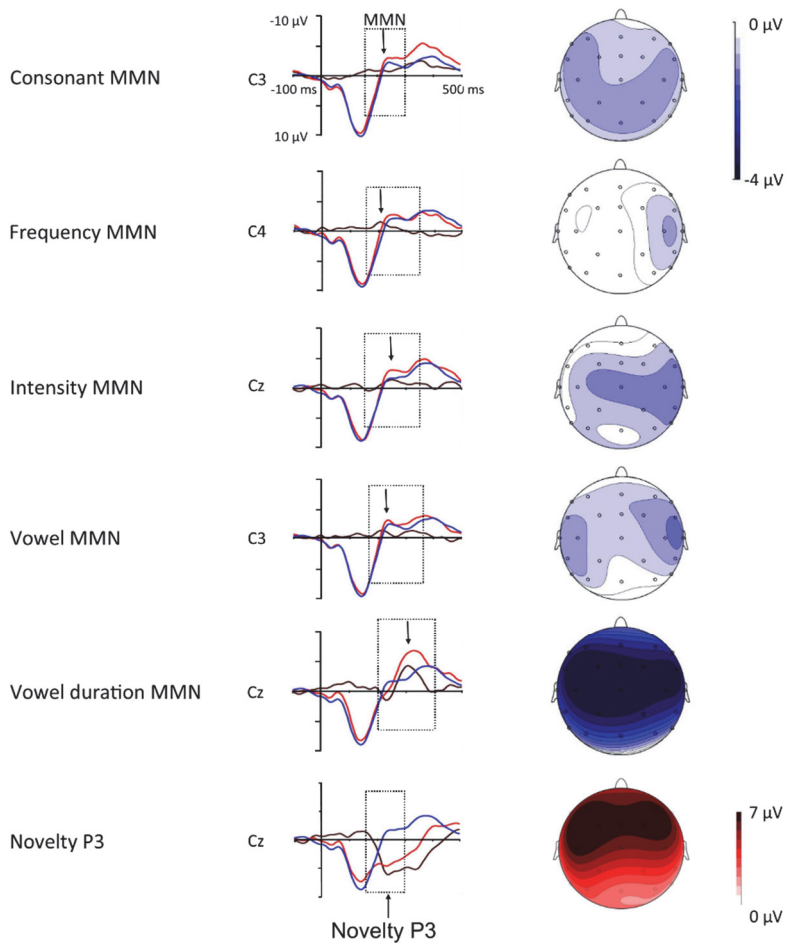 -10 µV
MMN
0 µV
Consonant MMN
C3
-100 ms
500 ms
10 µV
-4 µV
Frequency MMN
C4
Intensity MMN
Cz
Vowel MMN
C3
Vowel duration MMN
Cz
7 µV
Novelty P3
Cz
0 µV
Novelty P3